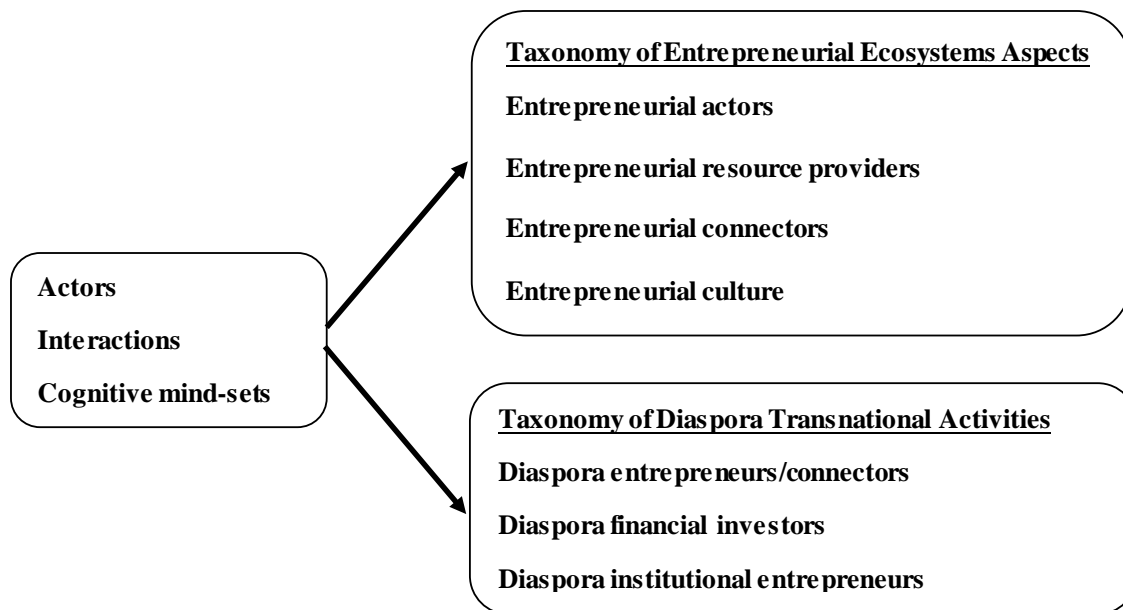 Taxonomy of Entrepreneurial Ecosystems Aspects
Entrepreneurial actors
Entrepreneurial resource providers
Entrepreneurial connectors
Entrepreneurial culture
Actors
Interactions
Cognitive mind-sets
Taxonomy of Diaspora Transnational Activities
Diaspora entrepreneurs/connectors
Diaspora financial investors
Diaspora institutional entrepreneurs